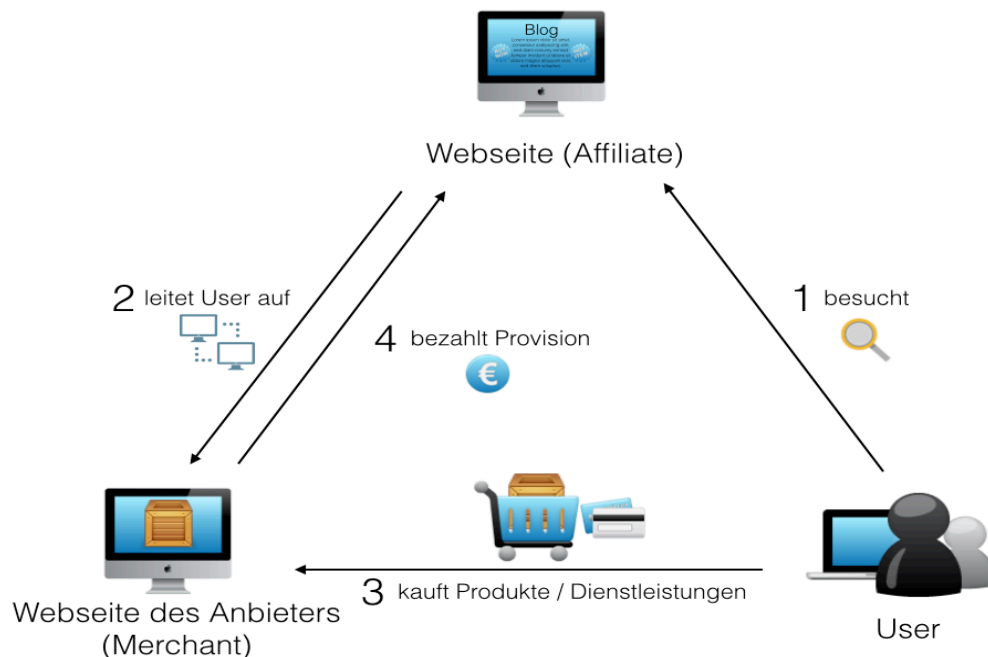 Blog
Webseite (Affiliate)
2 leitet User auf
1 besucht
4 bezahlt Provision
€
3 kauft Produkte / Dienstleistungen
Webseite des Anbieters
(Merchant)
User